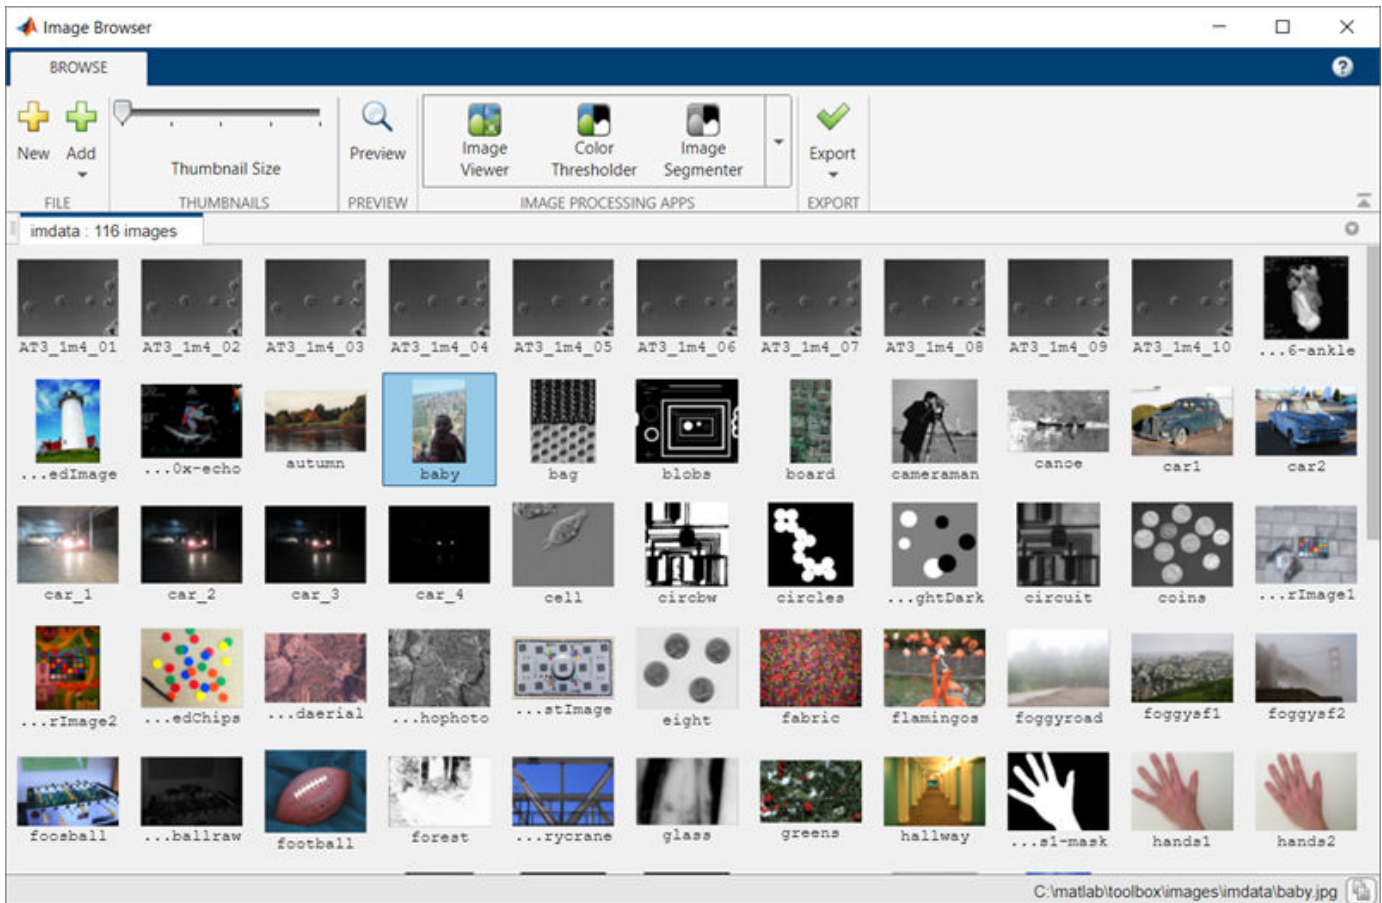 Image Browser
BROWSE
New
Add
Thumbnail Size
Preview
Image Viewer
Color Thresholder
Image Segmenter
Export
FILE
THUMBNAILS
PREVIEW
IMAGE PROCESSING APPS
EXPORT
imdata : 116 images
AT3_1m4_01 AT3_1m4_02 AT3_1m4_03 AT3_1m4_04 AT3_1m4_05 AT3_1m4_06 AT3_1m4_07 AT3_1m4_08 AT3_1m4_09 AT3_1m4_10 ...6-ankle
...edImage ...0x-echo autumn baby bag blobs board cameraman canoe car1 car2
car_1 car_2 car_3 car_4 cell circbw circles ...ghtDark circuit coins ...rImage1
...rImage2 ...edChips ...daerial ...hophoto ...stImage eight fabric flamingos foggyroad foggysf1 foggysf2
foosball ...ballraw football forest ...rycrane glass greens hallway ...s1-mask hands1 hands2
C:\matlab\toolbox\images\imdata\baby.jpg